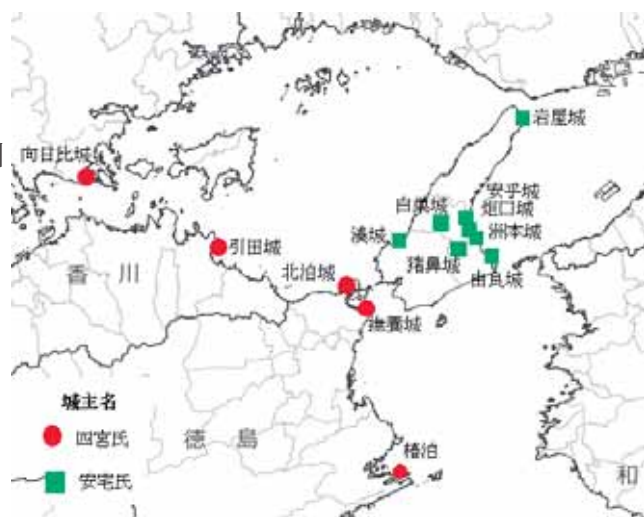 岩屋城
向日比城
安乎城
白巣城
炬口城
洲本城
湊城
引田城
猪鼻城
由良城
北泊城
香川
撫養城
城主名
四宮氏
徳島
椿泊
和
安宅氏